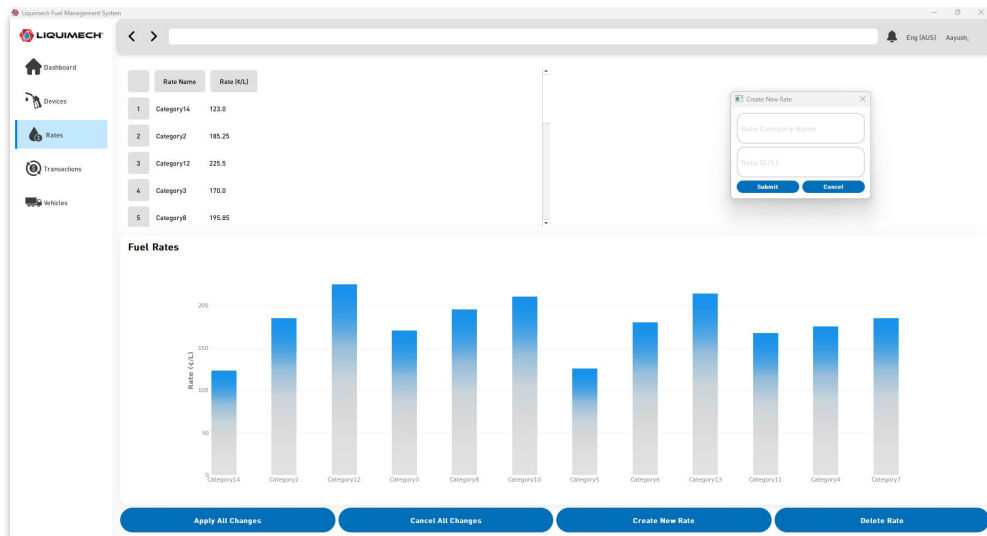 Liquimech Fuel Management System
LIQUIMECH
Eng (AUS) Aayush,
Dashboard
Devices
Rates
Transactions
Vehicles
Rate Name Rate (¢/L)
1 Category14 123.0
2 Category2 185.25
3 Category12 225.5
4 Category3 170.0
5 Category8 195.85
Create New Rate
Rate Category Name
Rate (C/L)
Submit Cancel
Fuel Rates
Rate (¢/L)
200
150
100
50
0
Category14 Category2 Category12 Category3 Category8 Category10 Category5 Category6 Category13 Category11 Category4 Category7
Apply All Changes Cancel All Changes Create New Rate Delete Rate